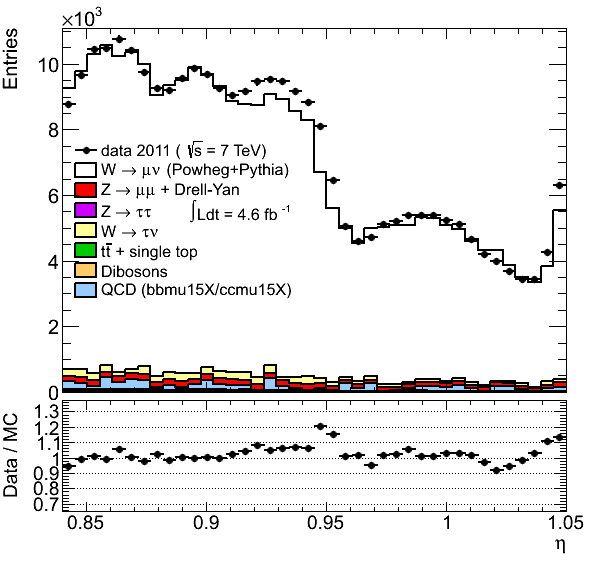 ×10³
Entries
10
8
6
4
2
0
data 2011 ( √s = 7 TeV)
W → μν (Powheg+Pythia)
Z → μμ + Drell-Yan
Z → ττ ∫Ldt = 4.6 fb⁻¹
W → τν
tt̄ + single top
Dibosons
QCD (bbmu15X/ccmu15X)
Data / MC
1.3
1.2
1.1
1
0.9
0.8
0.7
0.85 0.9 0.95 1 1.05
η